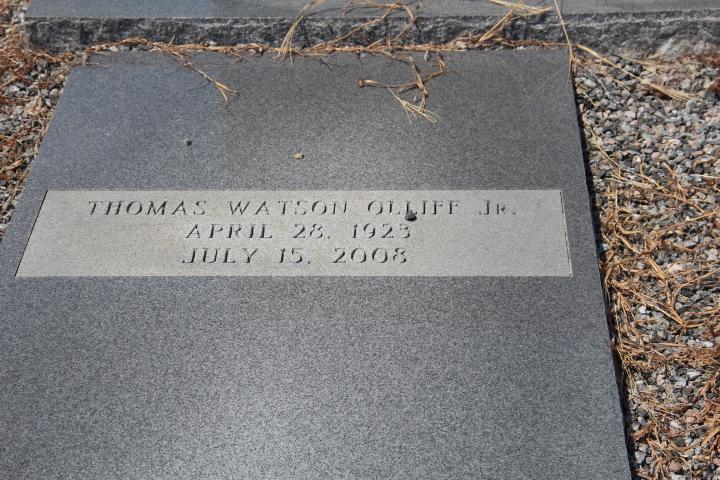 THOMAS WATSON OLLIFF JR.
APRIL 28, 1923
JULY 15, 2008